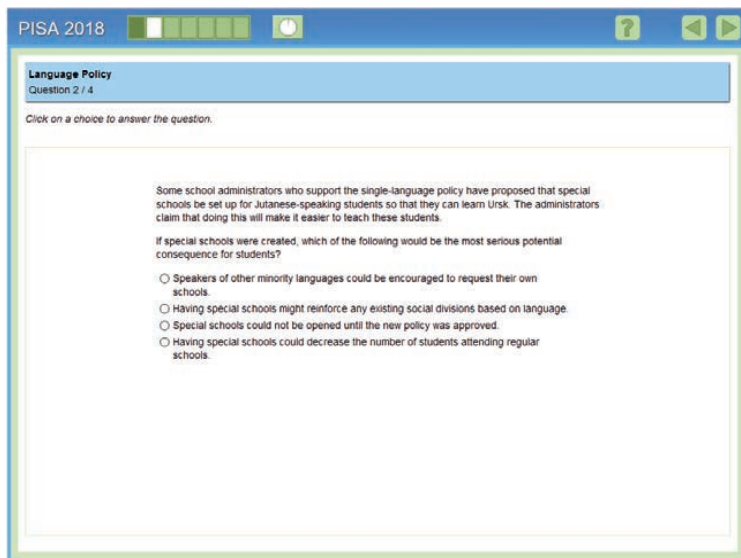 PISA 2018
?
Language Policy
Question 2 / 4
Click on a choice to answer the question.
Some school administrators who support the single-language policy have proposed that special
schools be set up for Jutanese-speaking students so that they can learn Ursk. The administrators
claim that doing this will make it easier to teach these students.
If special schools were created, which of the following would be the most serious potential
consequence for students?
Speakers of other minority languages could be encouraged to request their own
schools.
Having special schools might reinforce any existing social divisions based on language.
Special schools could not be opened until the new policy was approved.
Having special schools could decrease the number of students attending regular
schools.